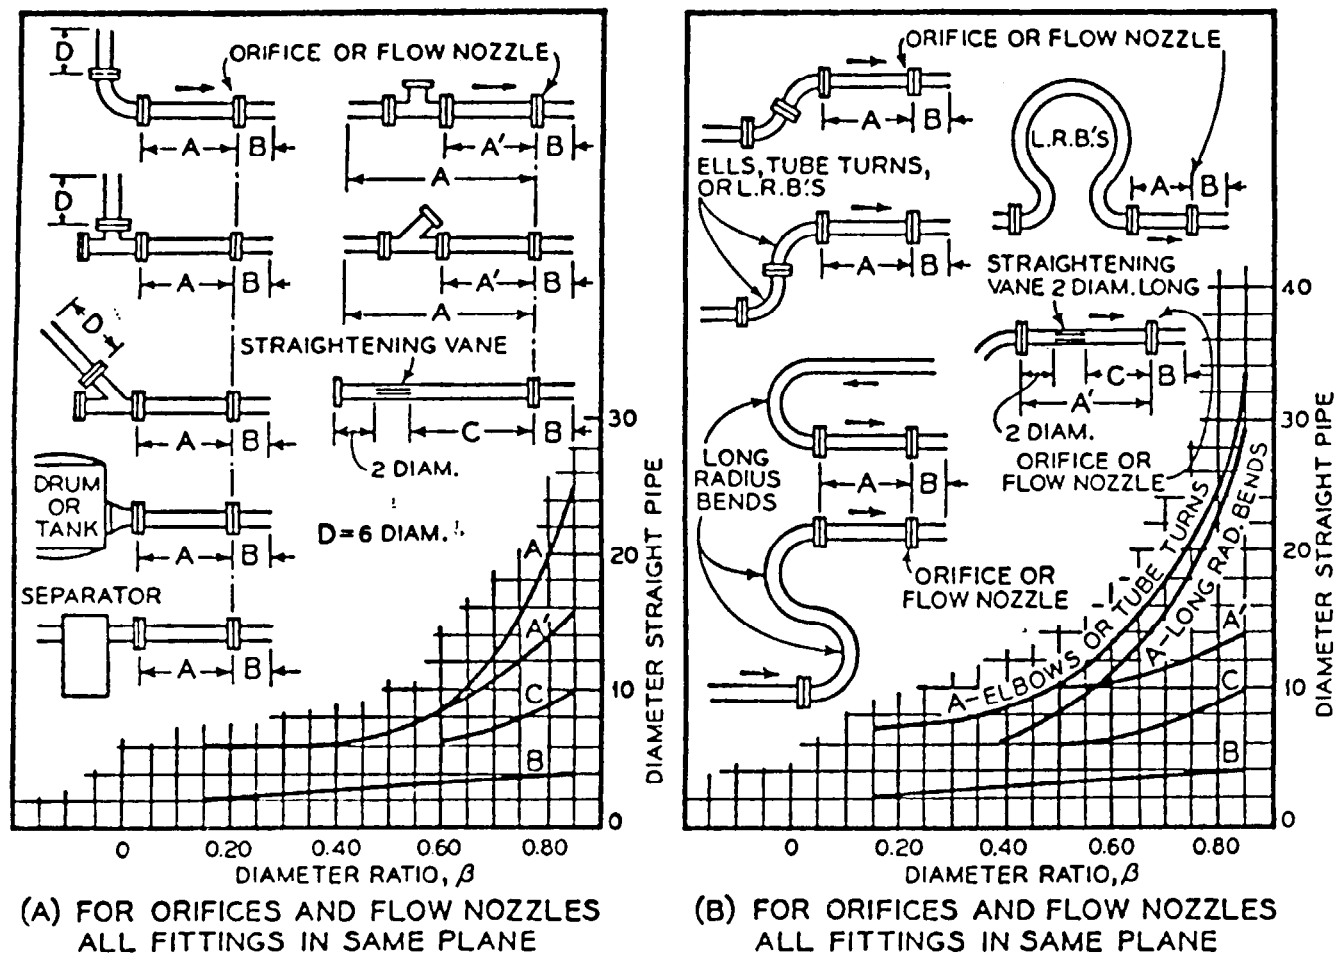 D
ORIFICE OR FLOW NOZZLE
A B
A' B
A
D
A B
A' B
A
D
STRAIGHTENING VANE
A B
C B
2 DIAM.
D=6 DIAM.
DRUM
OR
TANK
A B
SEPARATOR
A B
A
A'
C
B
30
20
10
0
DIAMETER STRAIGHT PIPE
0 0.20 0.40 0.60 0.80
DIAMETER RATIO, β
(A) FOR ORIFICES AND FLOW NOZZLES
ALL FITTINGS IN SAME PLANE
ORIFICE OR FLOW NOZZLE
A B
L.R.B'.S
ELLS, TUBE TURNS,
OR L.R.B'.S
A B
A B
STRAIGHTENING
VANE 2 DIAM. LONG
C B
A'
2 DIAM.
ORIFICE OR
FLOW NOZZLE
LONG
RADIUS
BENDS
A B
A B
ORIFICE OR
FLOW NOZZLE
A-ELBOWS OR TUBE TURNS
A-LONG RAD. BENDS
A'
C
B
40
30
20
10
0
DIAMETER STRAIGHT PIPE
0 0.20 0.40 0.60 0.80
DIAMETER RATIO, β
(B) FOR ORIFICES AND FLOW NOZZLES
ALL FITTINGS IN SAME PLANE